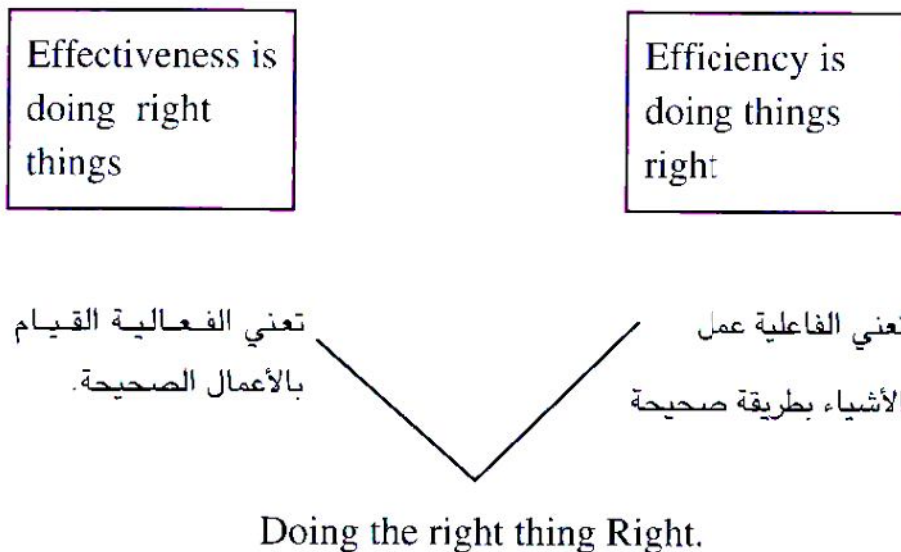 Effectiveness is
doing right
things
Efficiency is
doing things
right
تعني الفعالية القيام
بالأعمال الصحيحة.
تعني الفاعلية عمل
الأشياء بطريقة صحيحة
Doing the right thing Right.